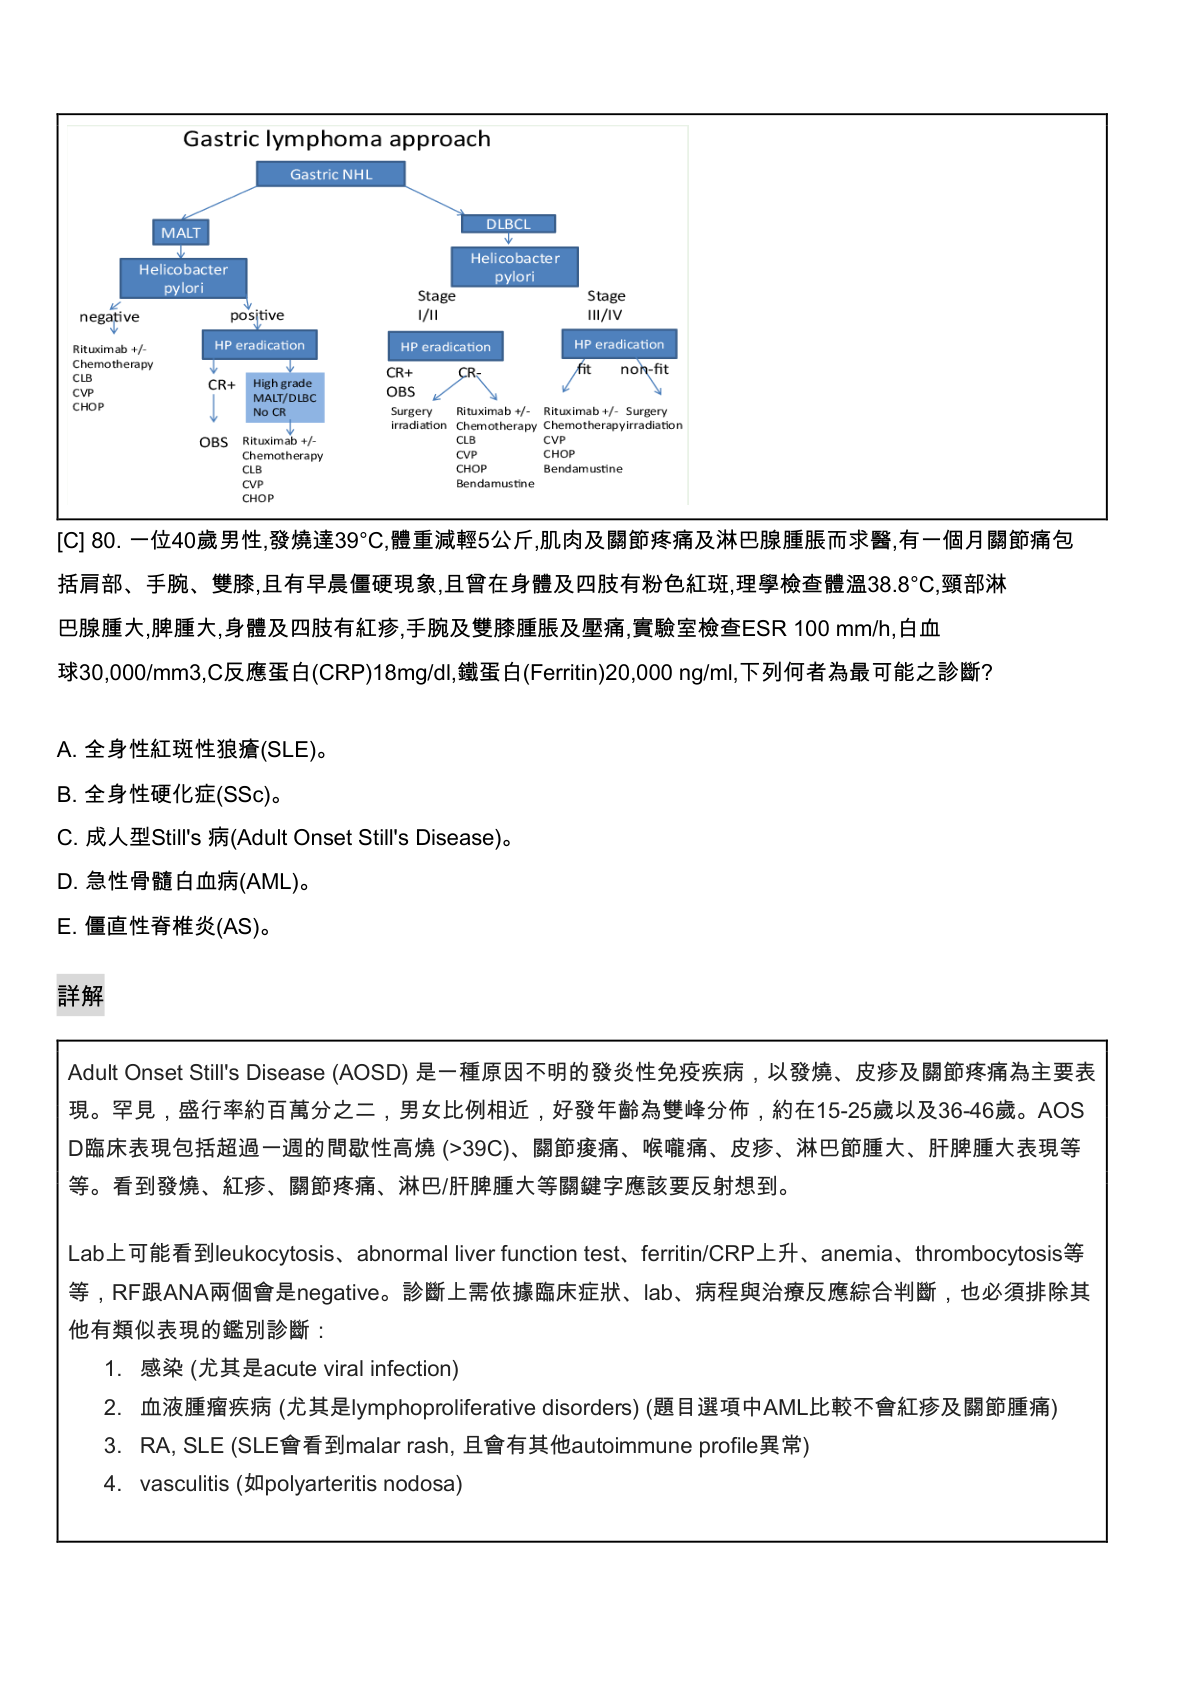 Gastric lymphoma approach
Gastric NHL
MALT
DLBCL
Helicobacter
pylori
Helicobacter
pylori
negative
positive
Stage
I/II
Stage
III/IV
Rituximab +/-
Chemotherapy
CLB
CVP
CHOP
HP eradication
HP eradication
HP eradication
CR+
High grade
MALT/DLBC
No CR
CR+
OBS
CR-
fit
non-fit
OBS
Rituximab +/-
Chemotherapy
CLB
CVP
CHOP
Surgery
irradiation
Rituximab +/-
Chemotherapy
CLB
CVP
CHOP
Bendamustine
Rituximab +/-
Chemotherapy
CVP
CHOP
Bendamustine
Surgery
irradiation
[C] 80. 一位40歲男性,發燒達39°C,體重減輕5公斤,肌肉及關節疼痛及淋巴腺腫脹而求醫,有一個月關節痛包
括肩部、手腕、雙膝,且有早晨僵硬現象,且曾在身體及四肢有粉色紅斑,理學檢查體溫38.8°C,頸部淋
巴腺腫大,脾腫大,身體及四肢有紅疹,手腕及雙膝腫脹及壓痛,實驗室檢查ESR 100 mm/h,白血
球30,000/mm3,C反應蛋白(CRP)18mg/dl,鐵蛋白(Ferritin)20,000 ng/ml,下列何者為最可能之診斷?
A. 全身性紅斑性狼瘡(SLE)。
B. 全身性硬化症(SSc)。
C. 成人型Still's 病(Adult Onset Still's Disease)。
D. 急性骨髓白血病(AML)。
E. 僵直性脊椎炎(AS)。
詳解
Adult Onset Still's Disease (AOSD) 是一種原因不明的發炎性免疫疾病，以發燒、皮疹及關節疼痛為主要表
現。罕見，盛行率約百萬分之二，男女比例相近，好發年齡為雙峰分佈，約在15-25歲以及36-46歲。AOS
D臨床表現包括超過一週的間歇性高燒 (>39C)、關節痠痛、喉嚨痛、皮疹、淋巴節腫大、肝脾腫大表現等
等。看到發燒、紅疹、關節疼痛、淋巴/肝脾腫大等關鍵字應該要反射想到。
Lab上可能看到leukocytosis、abnormal liver function test、ferritin/CRP上升、anemia、thrombocytosis等
等，RF跟ANA兩個會是negative。診斷上需依據臨床症狀、lab、病程與治療反應綜合判斷，也必須排除其
他有類似表現的鑑別診斷：
1. 感染 (尤其是acute viral infection)
2. 血液腫瘤疾病 (尤其是lymphoproliferative disorders) (題目選項中AML比較不會紅疹及關節腫痛)
3. RA, SLE (SLE會看到malar rash, 且會有其他autoimmune profile異常)
4. vasculitis (如polyarteritis nodosa)